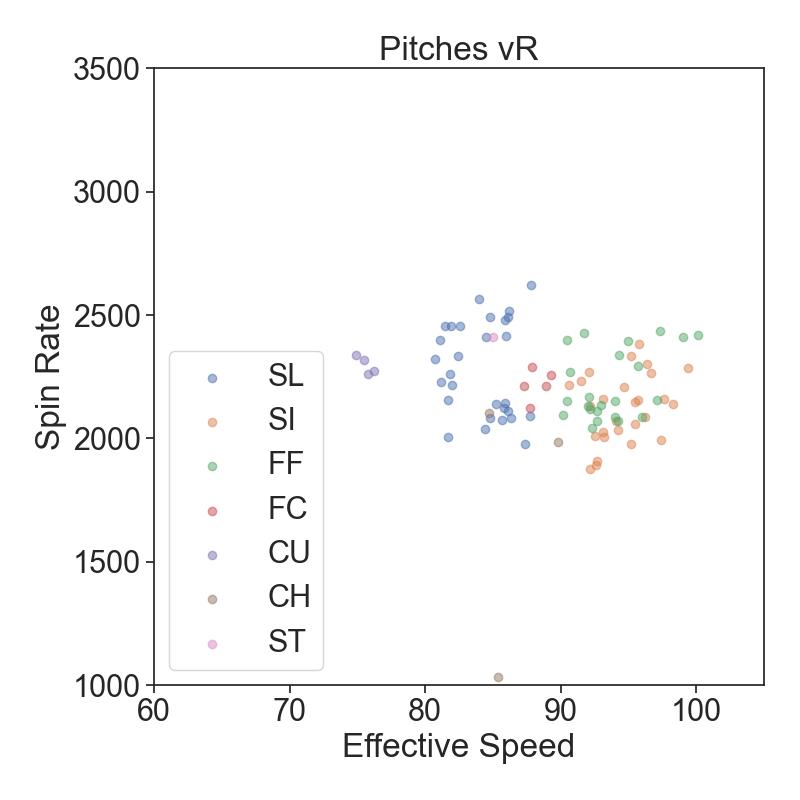 Pitches vR
3500
3000
2500
2000
1500
1000
Spin Rate
SL
SI
FF
FC
CU
CH
ST
60 70 80 90 100
Effective Speed